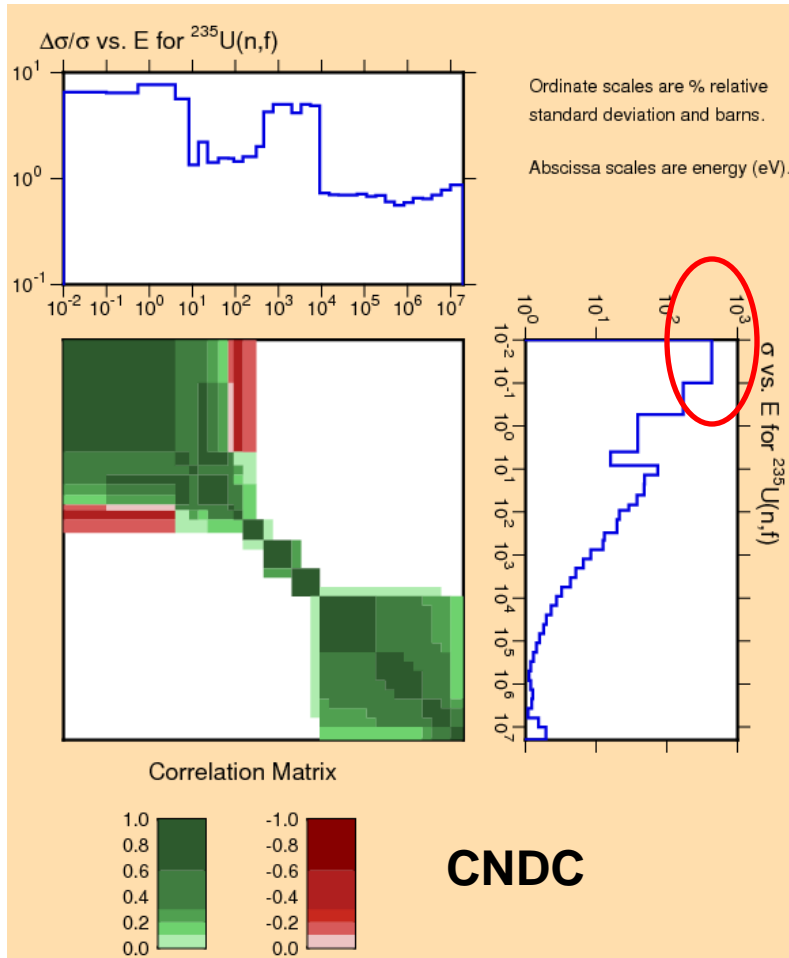 Δσ/σ vs. E for ²³⁵U(n,f)
Ordinate scales are % relative
standard deviation and barns.
Abscissa scales are energy (eV).
10¹
10⁰
10⁻¹
10⁻² 10⁻¹ 10⁰ 10¹ 10² 10³ 10⁴ 10⁵ 10⁶ 10⁷
10⁰ 10¹ 10² 10³
σ vs. E for ²³⁵U(n,f)
10⁻²
10⁻¹
10⁰
10¹
10²
10³
10⁴
10⁵
10⁶
10⁷
Correlation Matrix
1.0
0.8
0.6
0.4
0.2
0.0
-1.0
-0.8
-0.6
-0.4
-0.2
0.0
CNDC